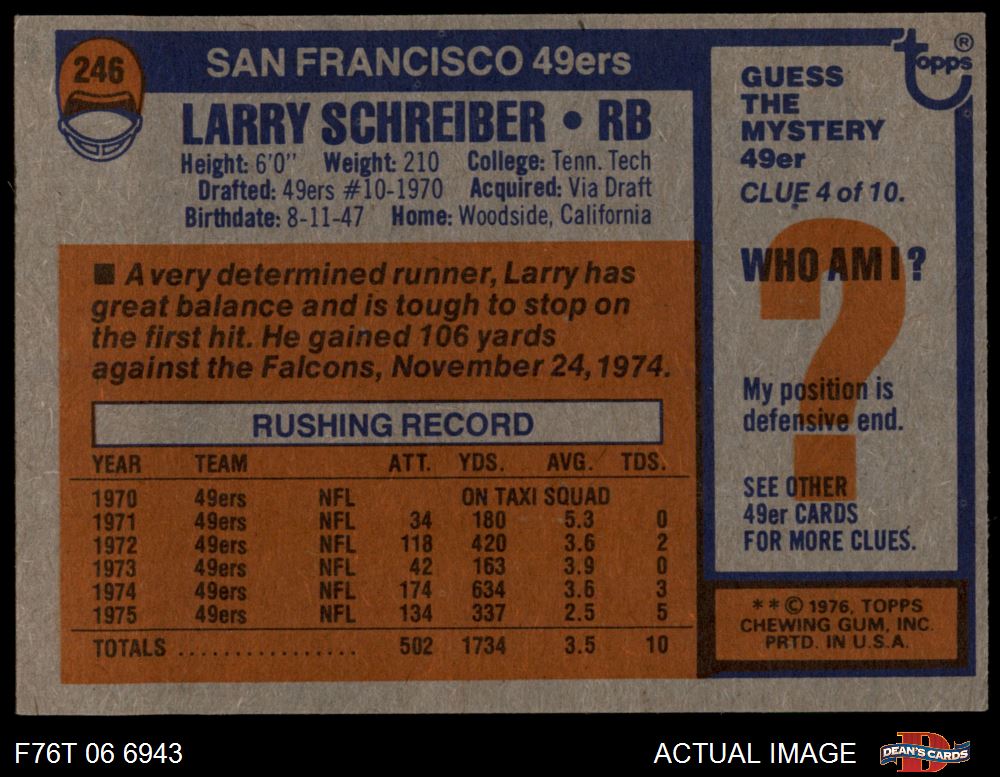 246
SAN FRANCISCO 49ers
LARRY SCHREIBER • RB
Height: 6'0" Weight: 210 College: Tenn. Tech
Drafted: 49ers #10-1970 Acquired: Via Draft
Birthdate: 8-11-47 Home: Woodside, California
■ A very determined runner, Larry has
great balance and is tough to stop on
the first hit. He gained 106 yards
against the Falcons, November 24, 1974.
RUSHING RECORD
YEAR TEAM ATT. YDS. AVG. TDS.
1970 49ers NFL ON TAXI SQUAD
1971 49ers NFL 34 180 5.3 0
1972 49ers NFL 118 420 3.6 2
1973 49ers NFL 42 163 3.9 0
1974 49ers NFL 174 634 3.6 3
1975 49ers NFL 134 337 2.5 5
TOTALS ................ 502 1734 3.5 10
topps ®
GUESS
THE
MYSTERY
49er
CLUE 4 of 10.
WHO AM I?
?
My position is
defensive end.
SEE OTHER
49er CARDS
FOR MORE CLUES.
**© 1976, TOPPS
CHEWING GUM, INC.
PRTD. IN U.S.A.
F76T 06 6943
ACTUAL IMAGE
D
DEAN'S CARDS